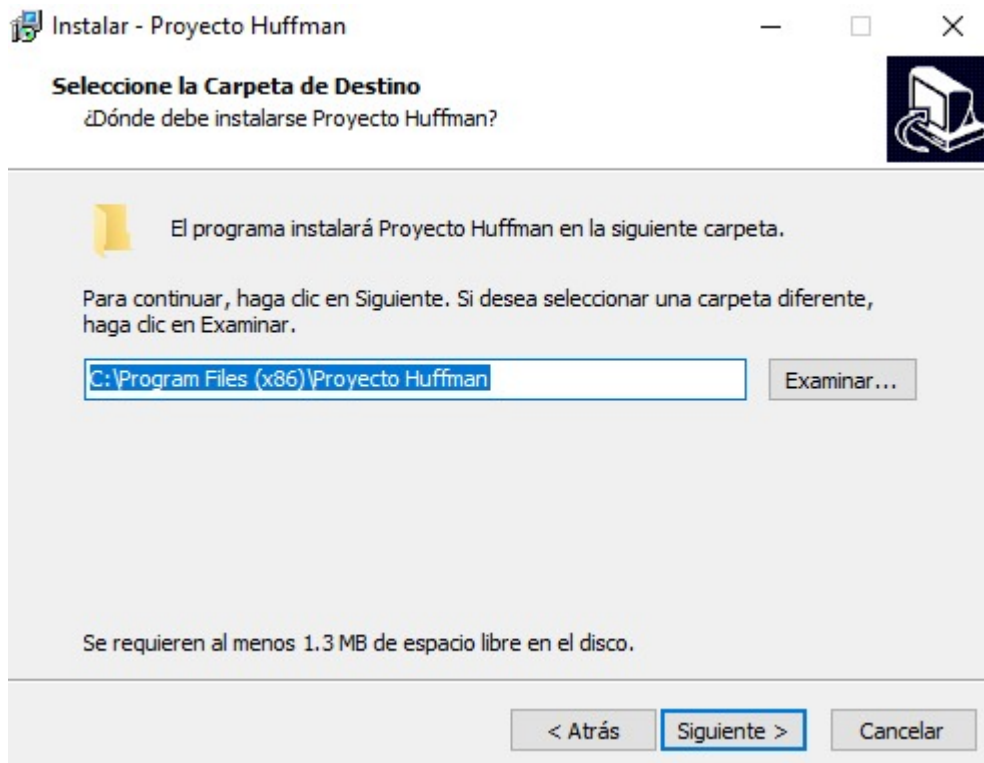 Instalar - Proyecto Huffman
Seleccione la Carpeta de Destino
¿Dónde debe instalarse Proyecto Huffman?
El programa instalará Proyecto Huffman en la siguiente carpeta.
Para continuar, haga clic en Siguiente. Si desea seleccionar una carpeta diferente,
haga clic en Examinar.
C:\Program Files (x86)\Proyecto Huffman
Examinar...
Se requieren al menos 1.3 MB de espacio libre en el disco.
< Atrás
Siguiente >
Cancelar